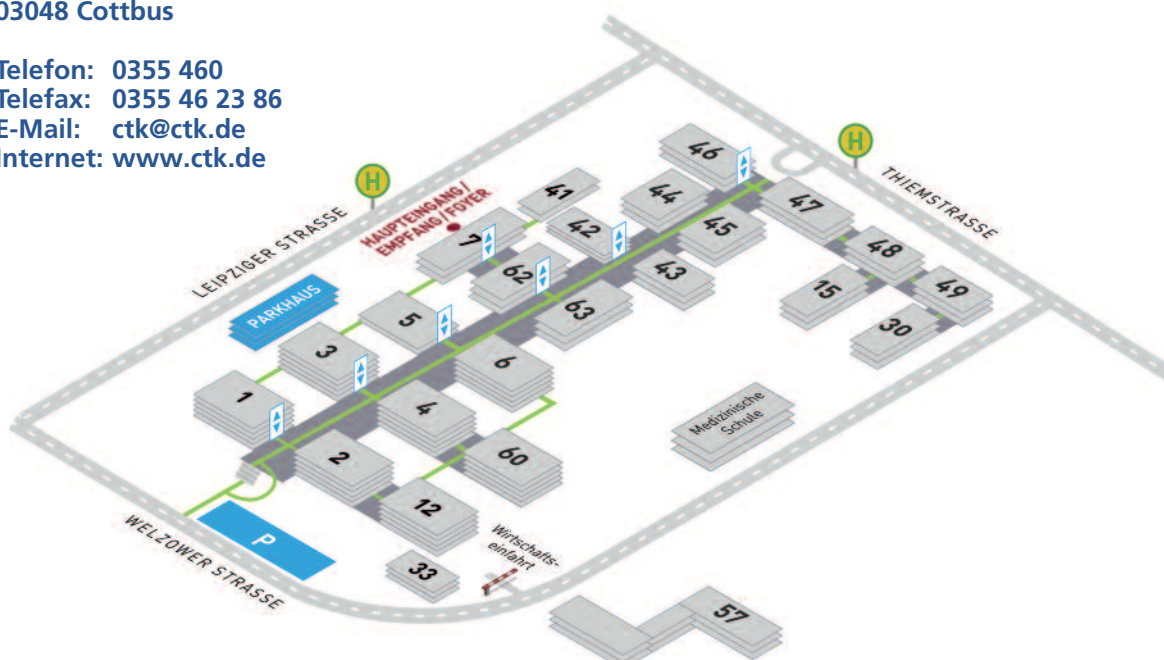 03048 Cottbus
Telefon: 0355 460
Telefax: 0355 46 23 86
E-Mail: ctk@ctk.de
Internet: www.ctk.de
H
H
LEIPZIGER STRASSE
THIEMSTRASSE
HAUPTEINGANG/
EMPFANG/FOYER
PARKHAUS
46
41
44
47
42
45
7
48
62
43
15
49
63
30
5
3
6
1
4
Medizinische
Schule
2
60
12
P
WELZOWER STRASSE
33
Wirtschafts-
einfahrt
57